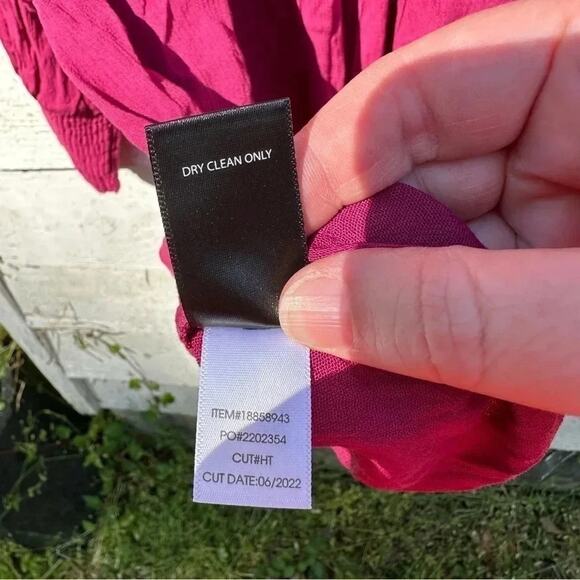 DRY CLEAN ONLY
ITEM#18858943
PO#2202354
CUT#HT
CUT DATE:06/2022